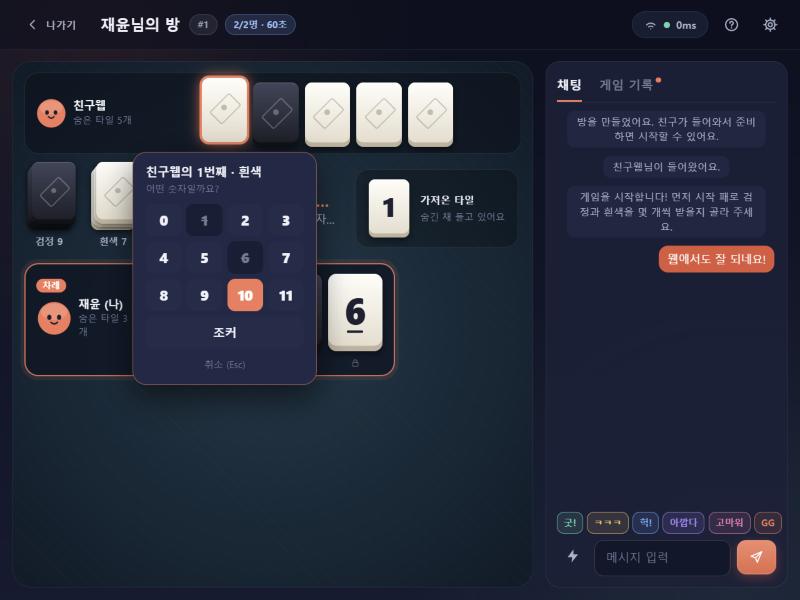 나가기
재윤님의 방
#1
2/2명 · 60초
0ms
친구웹
숨은 타일 5개
검정 9
흰색 7
친구웹의 1번째 · 흰색
어떤 숫자일까요?
0 1 2 3
4 5 6 7
8 9 10 11
조커
취소 (Esc)
자...
1
가져온 타일
숨긴 채 들고 있어요
차례
재윤 (나)
숨은 타일 3
개
6
채팅
게임 기록
방을 만들었어요. 친구가 들어와서 준비
하면 시작할 수 있어요.
친구웹님이 들어왔어요.
게임을 시작합니다! 먼저 시작 패로 검
정과 흰색을 몇 개씩 받을지 골라 주세
요.
웹에서도 잘 되네요!
굿!
ㅋㅋㅋ
헉!
아깝다
고마워
GG
메시지 입력